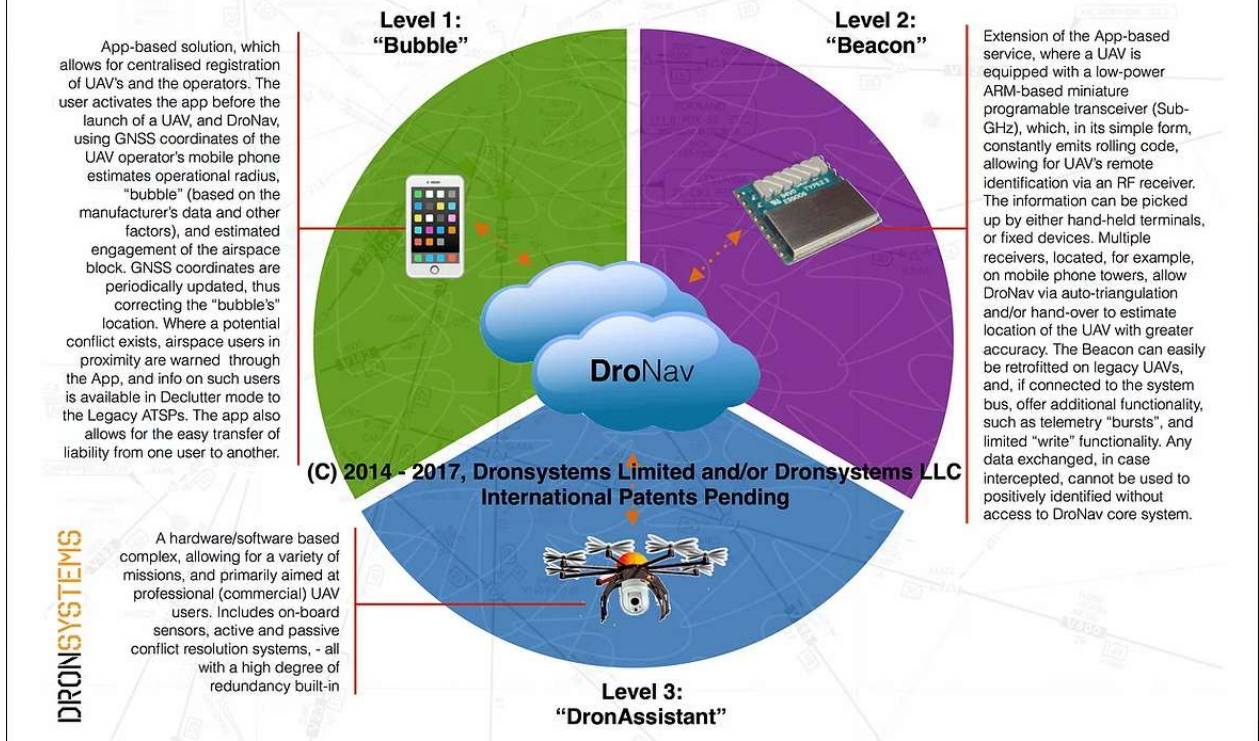 Level 1:
“Bubble”
App-based solution, which
allows for centralised registration
of UAV's and the operators. The
user activates the app before the
launch of a UAV, and DroNav,
using GNSS coordinates of the
UAV operator's mobile phone
estimates operational radius,
“bubble” (based on the
manufacturer's data and other
factors), and estimated
engagement of the airspace
block. GNSS coordinates are
periodically updated, thus
correcting the “bubble's”
location. Where a potential
conflict exists, airspace users in
proximity are warned through
the App, and info on such users
is available in Declutter mode to
the Legacy ATSPs. The app also
allows for the easy transfer of
liability from one user to another.
Level 2:
“Beacon”
Extension of the App-based
service, where a UAV is
equipped with a low-power
ARM-based miniature
programable transceiver (Sub-
GHz), which, in its simple form,
constantly emits rolling code,
allowing for UAV's remote
identification via an RF receiver.
The information can be picked
up by either hand-held terminals,
or fixed devices. Multiple
receivers, located, for example,
on mobile phone towers, allow
DroNav via auto-triangulation
and/or hand-over to estimate
location of the UAV with greater
accuracy. The Beacon can easily
be retrofitted on legacy UAVs,
and, if connected to the system
bus, offer additional functionality,
such as telemetry “bursts”, and
limited “write” functionality. Any
data exchanged, in case
intercepted, cannot be used to
positively identified without
access to DroNav core system.
DroNav
(C) 2014 - 2017, Dronsystems Limited and/or Dronsystems LLC
International Patents Pending
DRONSYSTEMS
A hardware/software based
complex, allowing for a variety of
missions, and primarily aimed at
professional (commercial) UAV
users. Includes on-board
sensors, active and passive
conflict resolution systems, - all
with a high degree of
redundancy built-in
Level 3:
“DronAssistant”